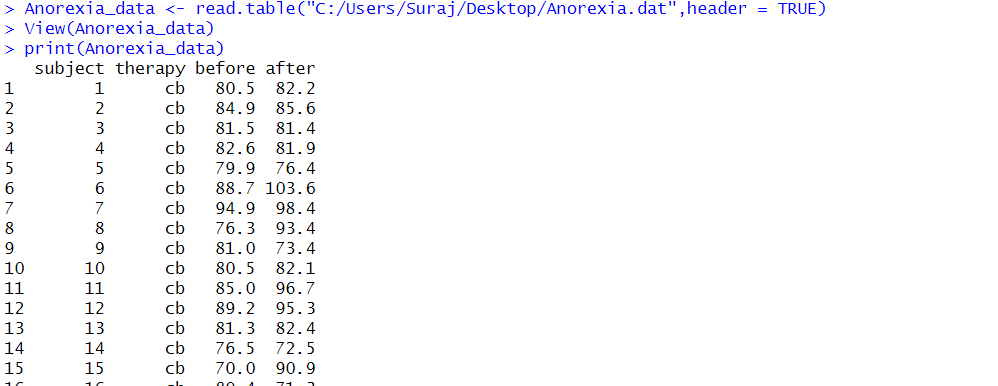 > Anorexia_data <- read.table("C:/Users/Suraj/Desktop/Anorexia.dat",header = TRUE)
> View(Anorexia_data)
> print(Anorexia_data)
   subject therapy before after
1        1      cb   80.5  82.2
2        2      cb   84.9  85.6
3        3      cb   81.5  81.4
4        4      cb   82.6  81.9
5        5      cb   79.9  76.4
6        6      cb   88.7 103.6
7        7      cb   94.9  98.4
8        8      cb   76.3  93.4
9        9      cb   81.0  73.4
10      10      cb   80.5  82.1
11      11      cb   85.0  96.7
12      12      cb   89.2  95.3
13      13      cb   81.3  82.4
14      14      cb   76.5  72.5
15      15      cb   70.0  90.9